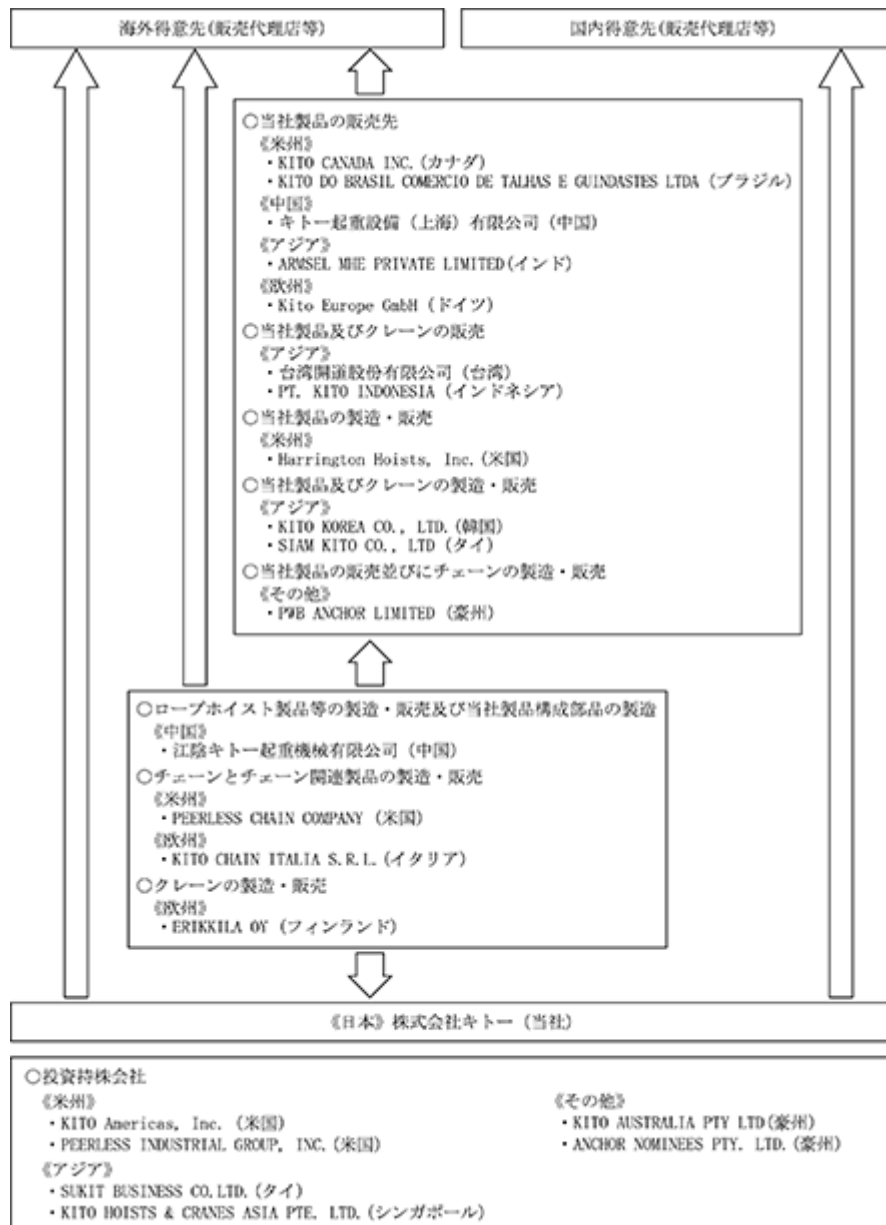 海外得意先(販売代理店等)
国内得意先(販売代理店等)
○当社製品の販売先
《米州》
・KITO CANADA INC.(カナダ)
・KITO DO BRASIL COMERCIO DE TALHAS E GUINDASTES LTDA (ブラジル)
《中国》
・キトー起重設備(上海)有限公司(中国)
《アジア》
・ARMSEL MHE PRIVATE LIMITED(インド)
《欧州》
・Kito Europe GmbH (ドイツ)
○当社製品及びクレーンの販売
《アジア》
・台湾開道股份有限公司(台湾)
・PT. KITO INDONESIA (インドネシア)
○当社製品の製造・販売
《米州》
・Harrington Hoists, Inc.(米国)
○当社製品及びクレーンの製造・販売
《アジア》
・KITO KOREA CO., LTD.(韓国)
・SIAM KITO CO., LTD (タイ)
○当社製品の販売並びにチェーンの製造・販売
《その他》
・PWB ANCHOR LIMITED (豪州)
○ロープホイスト製品等の製造・販売及び当社製品構成部品の製造
《中国》
・江陰キトー起重機械有限公司(中国)
○チェーンとチェーン関連製品の製造・販売
《米州》
・PEERLESS CHAIN COMPANY (米国)
《欧州》
・KITO CHAIN ITALIA S.R.L.(イタリア)
○クレーンの製造・販売
《欧州》
・ERIKKILA OY (フィンランド)
《日本》株式会社キトー(当社)
○投資持株会社
《米州》
・KITO Americas, Inc. (米国)
・PEERLESS INDUSTRIAL GROUP, INC.(米国)
《アジア》
・SUKIT BUSINESS CO.LTD.(タイ)
・KITO HOISTS & CRANES ASIA PTE. LTD.(シンガポール)
《その他》
・KITO AUSTRALIA PTY LTD(豪州)
・ANCHOR NOMINEES PTY. LTD.(豪州)